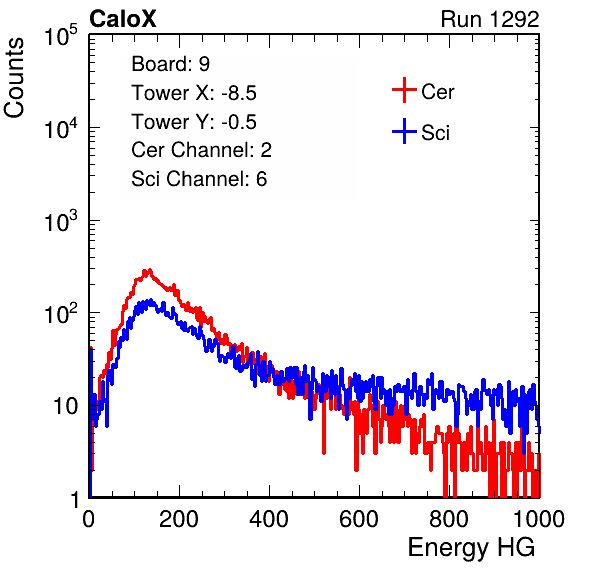 CaloX Run 1292
Counts
10^5
10^4
10^3
10^2
10
1
Board: 9
Tower X: -8.5
Tower Y: -0.5
Cer Channel: 2
Sci Channel: 6
Cer
Sci
0 200 400 600 800 1000
Energy HG